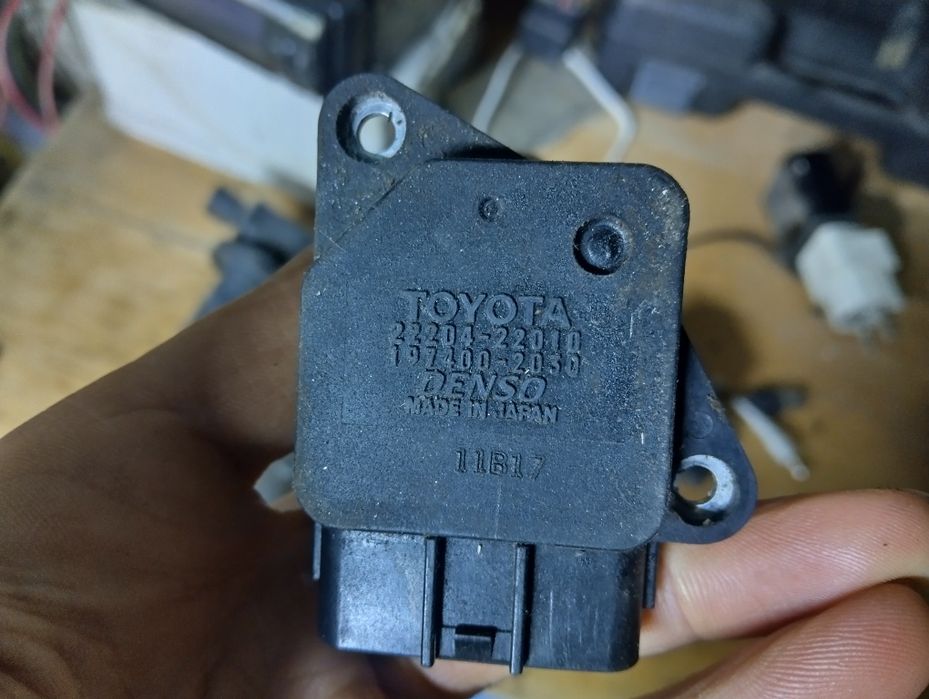 TOYOTA
22204-22010
197400-2030
DENSO
MADE IN JAPAN
11B17